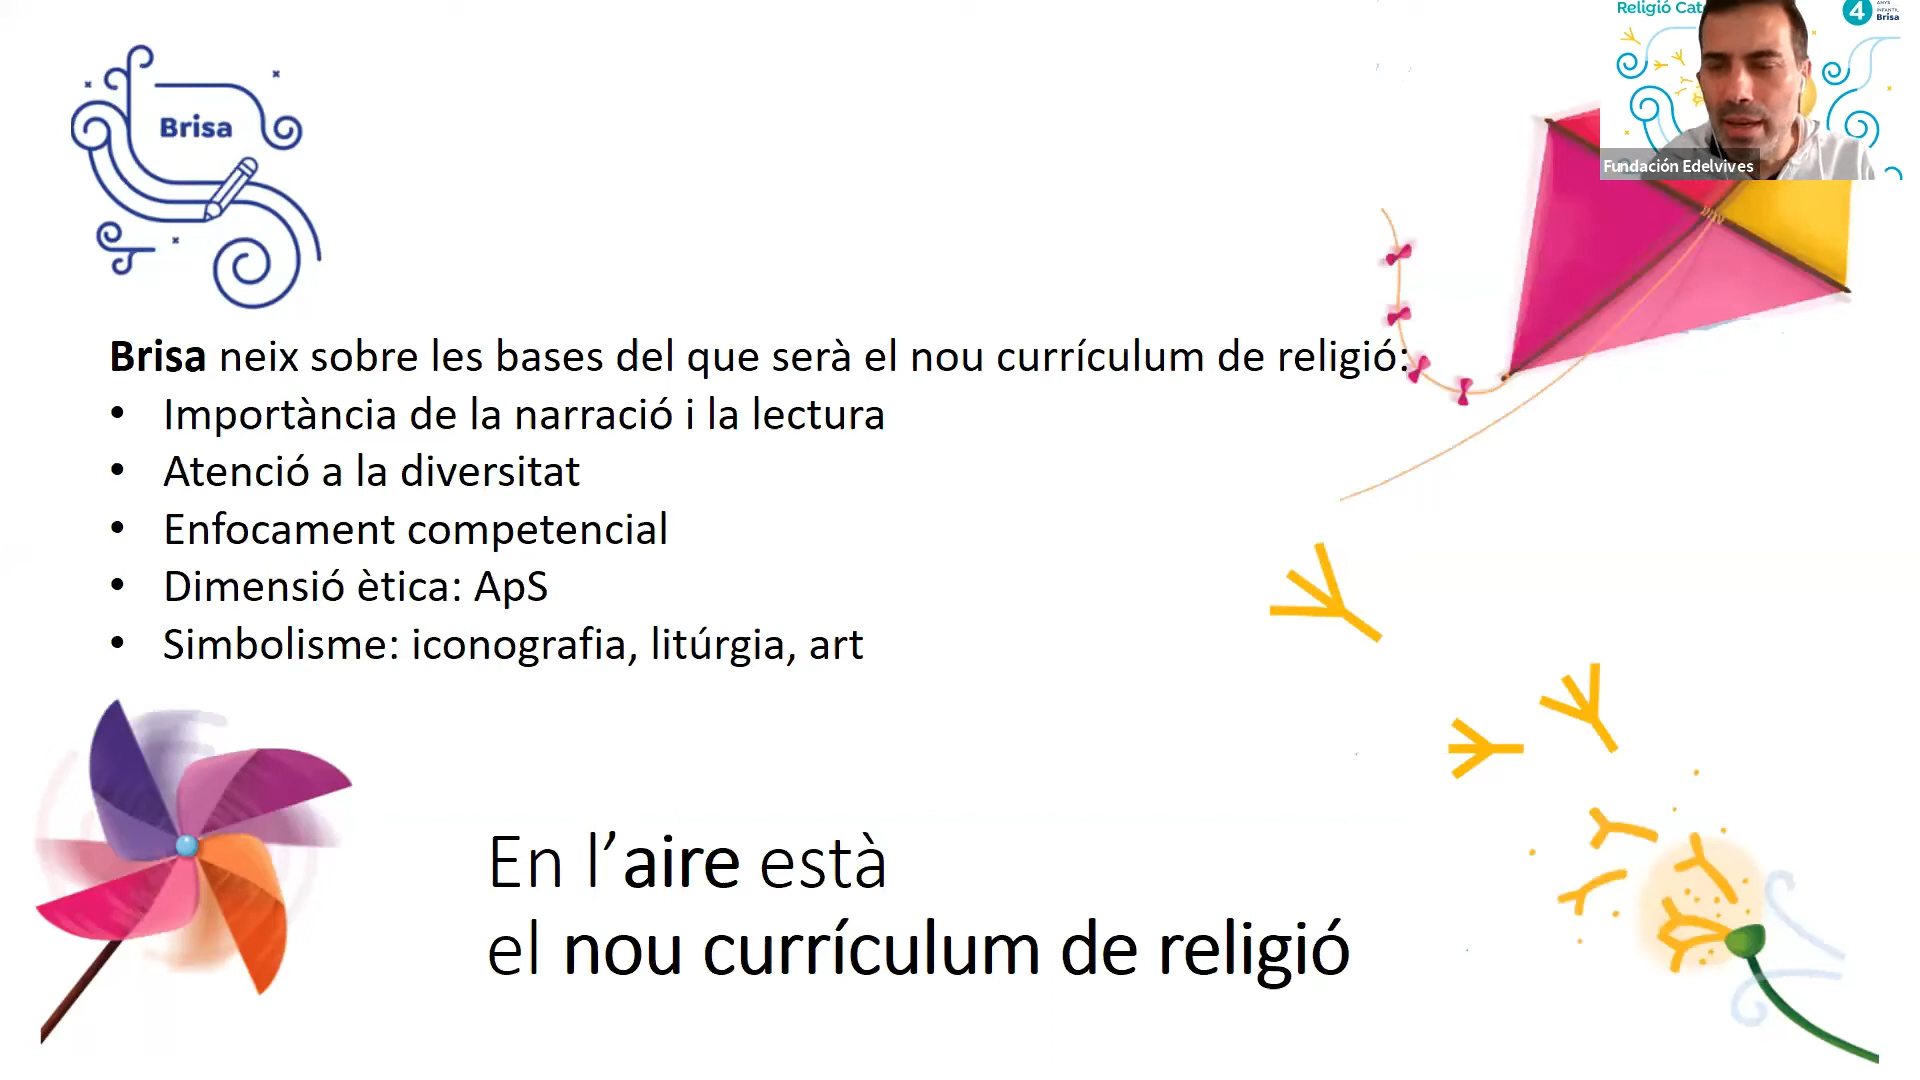 Religió Cat
4
ANYS
INFANTIL
Brisa
Fundación Edelvives
Brisa
Brisa neix sobre les bases del que serà el nou currículum de religió:
• Importància de la narració i la lectura
• Atenció a la diversitat
• Enfocament competencial
• Dimensió ètica: ApS
• Simbolisme: iconografia, litúrgia, art
En l’aire està
el nou currículum de religió